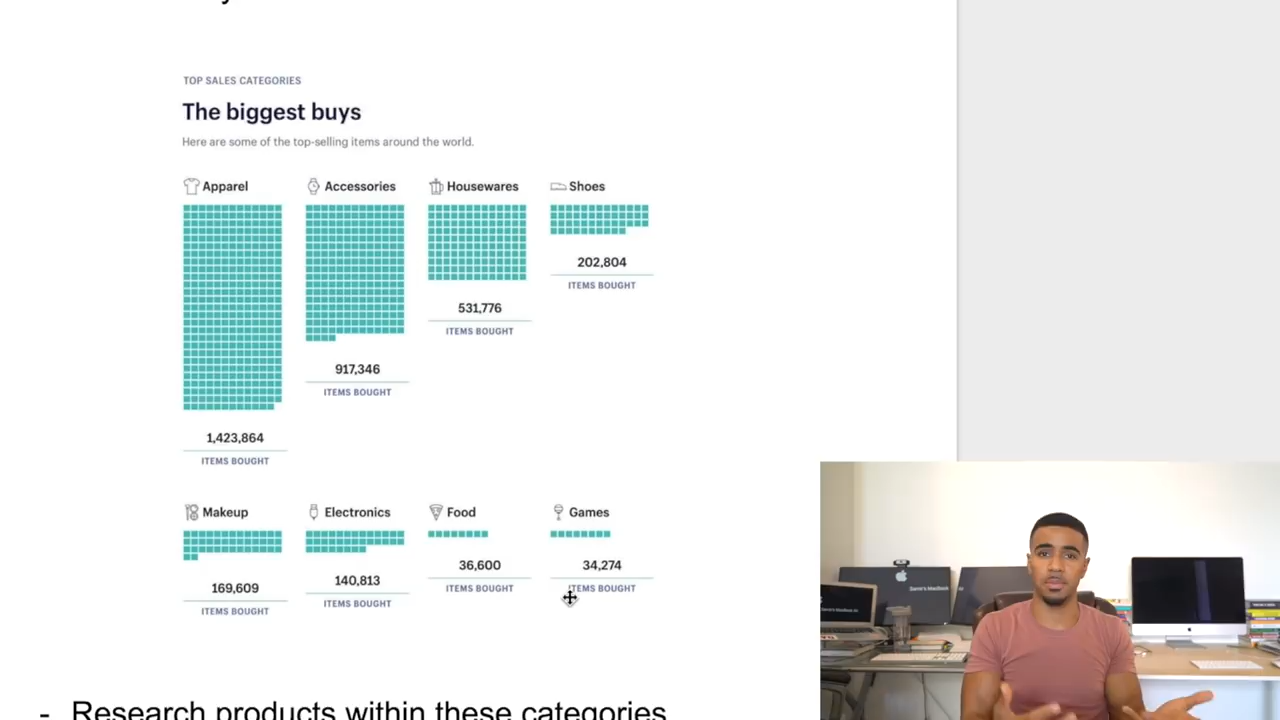 TOP SALES CATEGORIES
The biggest buys
Here are some of the top-selling items around the world.
Apparel
1,423,864
ITEMS BOUGHT
Accessories
917,346
ITEMS BOUGHT
Housewares
531,776
ITEMS BOUGHT
Shoes
202,804
ITEMS BOUGHT
Makeup
169,609
ITEMS BOUGHT
Electronics
140,813
ITEMS BOUGHT
Food
36,600
ITEMS BOUGHT
Games
34,274
ITEMS BOUGHT
- Research products within these categories